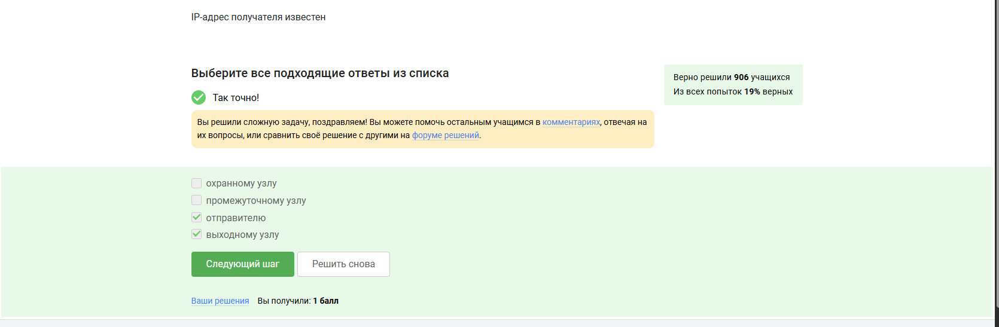 IP-адрес получателя известен
Выберите все подходящие ответы из списка
Так точно!
Вы решили сложную задачу, поздравляем! Вы можете помочь остальным учащимся в комментариях, отвечая на
их вопросы, или сравнить своё решение с другими на форуме решений.
Верно решили 906 учащихся
Из всех попыток 19% верных
охранному узлу
промежуточному узлу
отправителю
выходному узлу
Следующий шаг
Решить снова
Ваши решения
Вы получили: 1 балл